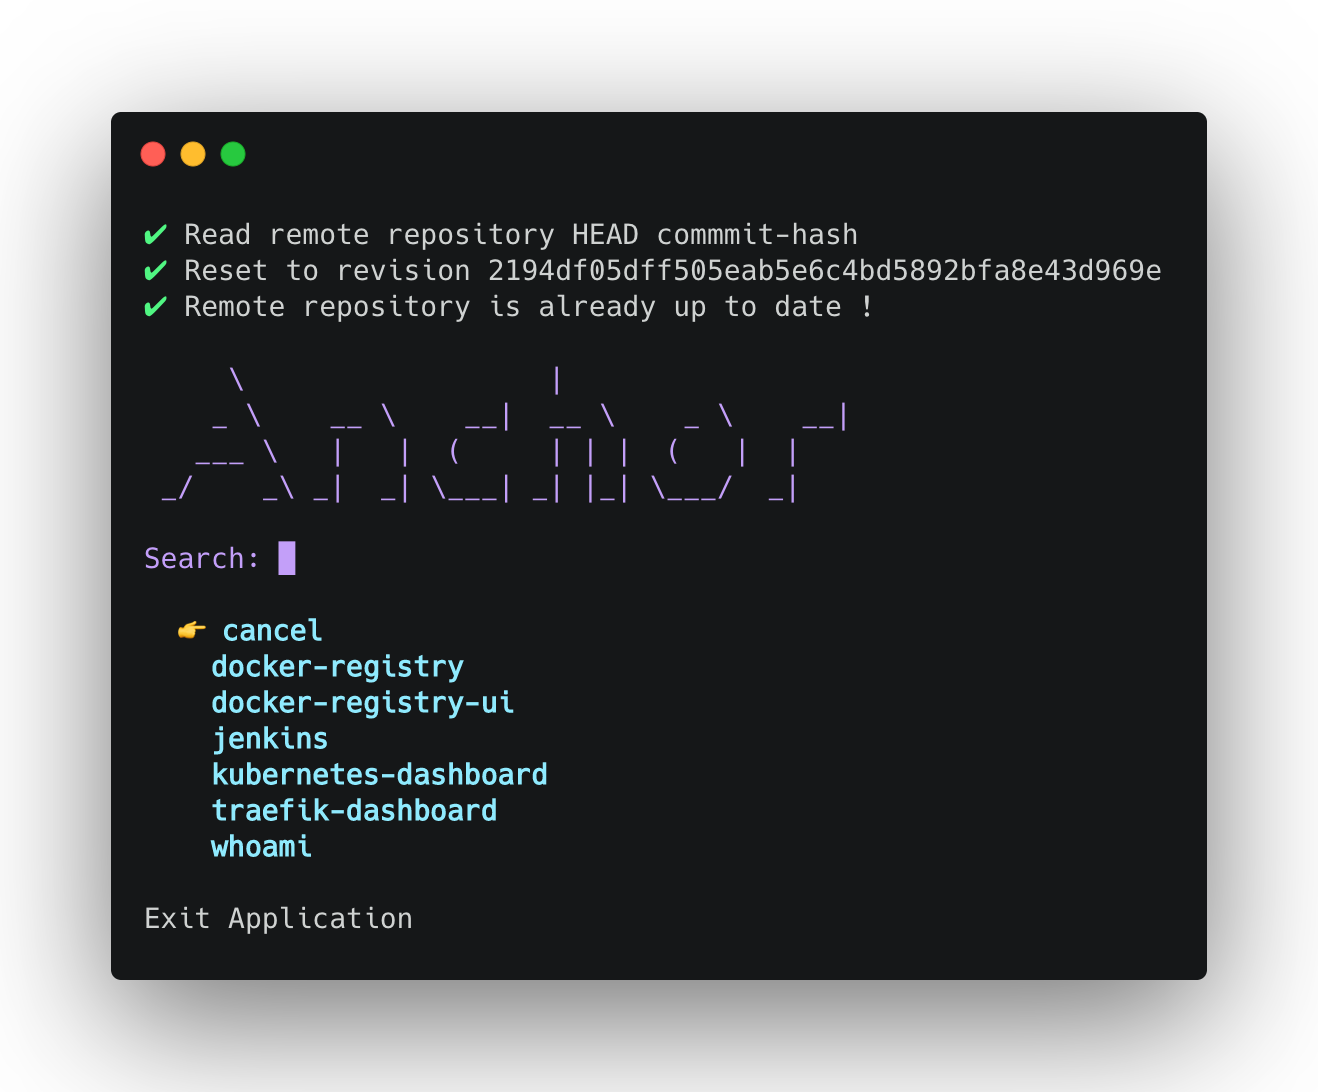 ✔ Read remote repository HEAD commmit-hash
✔ Reset to revision 2194df05dff505eab5e6c4bd5892bfa8e43d969e
✔ Remote repository is already up to date !
Anchor
Search:
👉 cancel
docker-registry
docker-registry-ui
jenkins
kubernetes-dashboard
traefik-dashboard
whoami
Exit Application